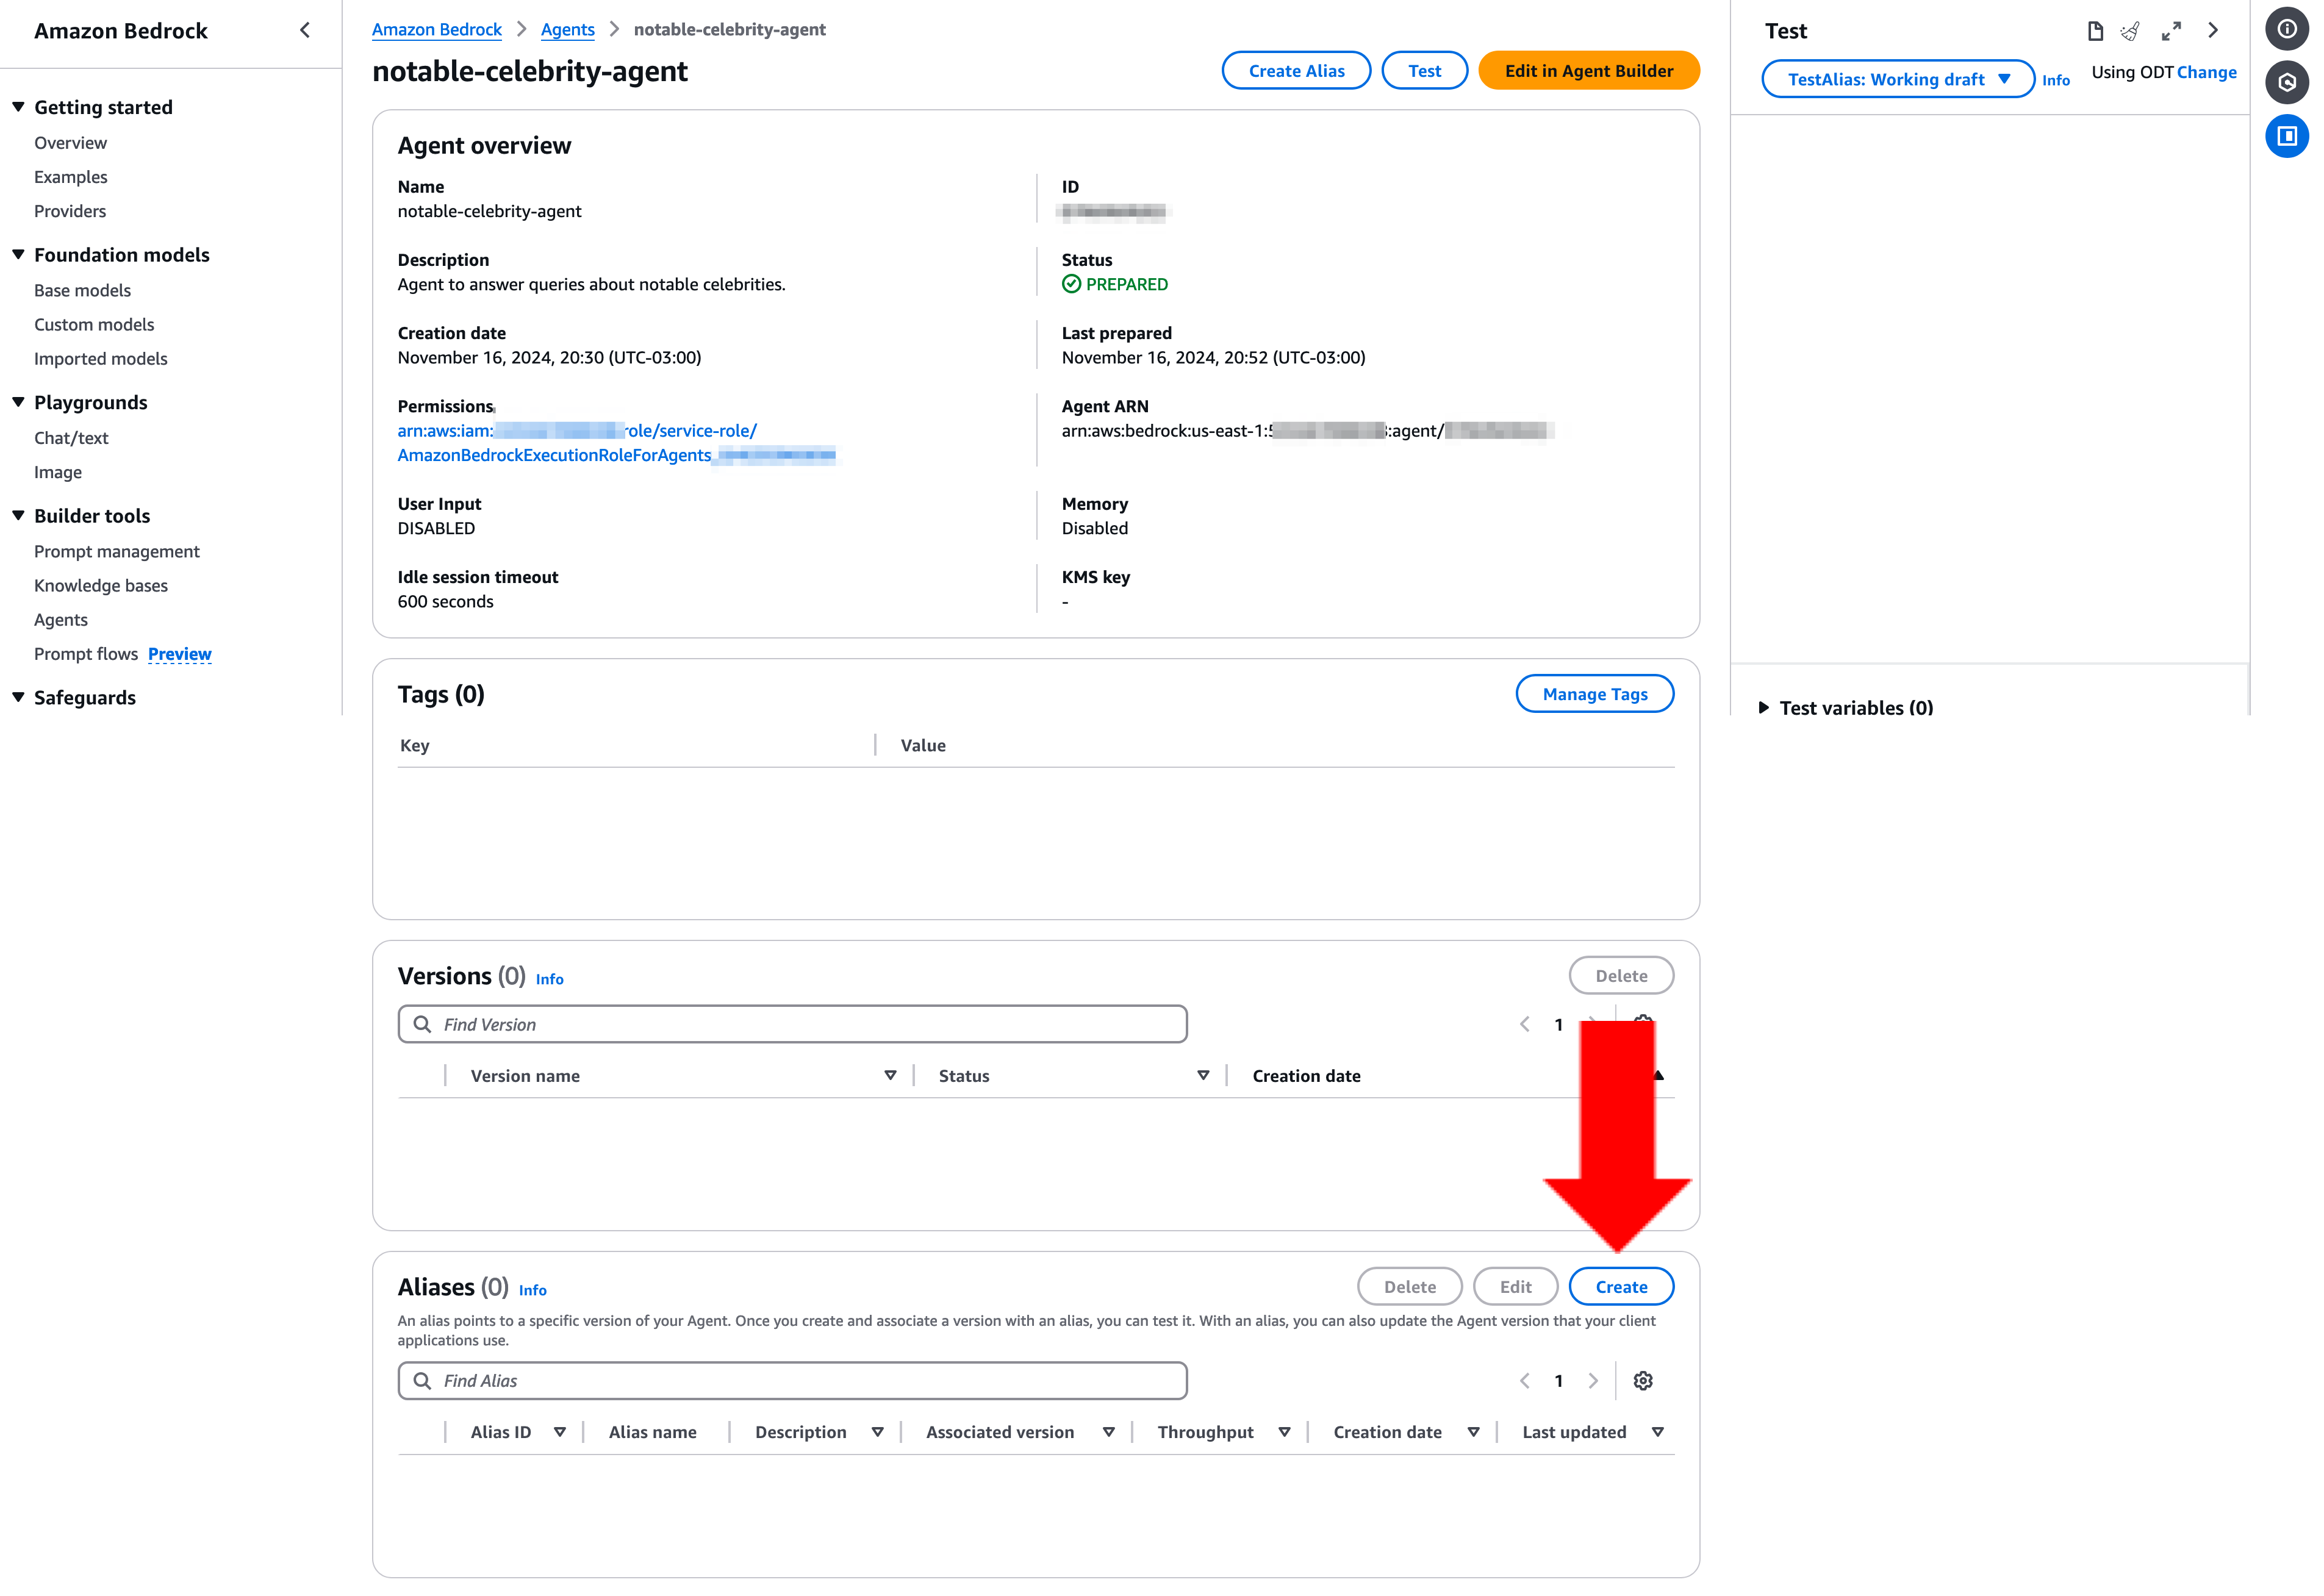 Amazon Bedrock
Getting started
Overview
Examples
Providers
Foundation models
Base models
Custom models
Imported models
Playgrounds
Chat/text
Image
Builder tools
Prompt management
Knowledge bases
Agents
Prompt flows Preview
Safeguards
Amazon Bedrock Agents notable-celebrity-agent
notable-celebrity-agent
Create Alias Test Edit in Agent Builder
Agent overview
Name
notable-celebrity-agent
ID
Description
Agent to answer queries about notable celebrities.
Status
PREPARED
Creation date
November 16, 2024, 20:30 (UTC-03:00)
Last prepared
November 16, 2024, 20:52 (UTC-03:00)
Permissions
arn:aws:iam: role/service-role/
AmazonBedrockExecutionRoleForAgents_
Agent ARN
arn:aws:bedrock:us-east-1: :agent/
User Input
DISABLED
Memory
Disabled
Idle session timeout
600 seconds
KMS key
-
Tags (0) Manage Tags
Key Value
Versions (0) Info Delete
Find Version 1
Version name Status Creation date
Aliases (0) Info Delete Edit Create
An alias points to a specific version of your Agent. Once you create and associate a version with an alias, you can test it. With an alias, you can also update the Agent version that your client
applications use.
Find Alias 1
Alias ID Alias name Description Associated version Throughput Creation date Last updated
Test
TestAlias: Working draft Info Using ODT Change
Test variables (0)